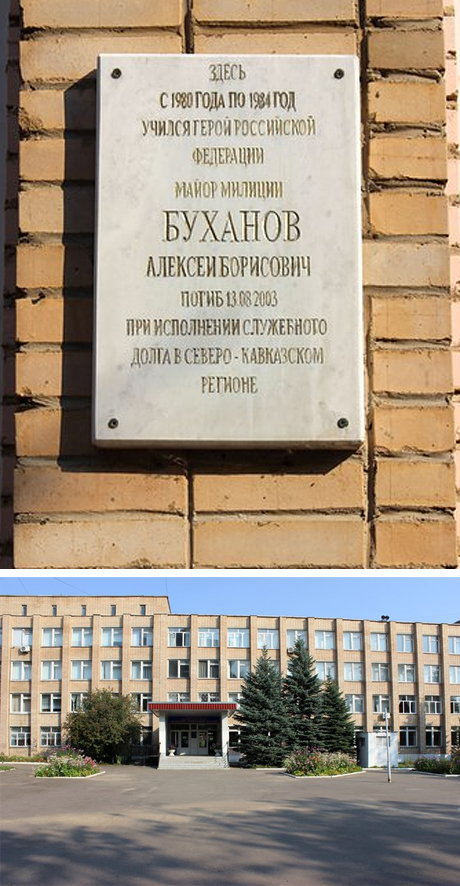 ЗДЕСЬ
С 1980 ГОДА ПО 1984 ГОД
УЧИЛСЯ ГЕРОЙ РОССИЙСКОЙ
ФЕДЕРАЦИИ
МАЙОР МИЛИЦИИ
БУХАНОВ
АЛЕКСЕЙ БОРИСОВИЧ
ПОГИБ 13.08.2003
ПРИ ИСПОЛНЕНИИ СЛУЖЕБНОГО
ДОЛГА В СЕВЕРО - КАВКАЗСКОМ
РЕГИОНЕ